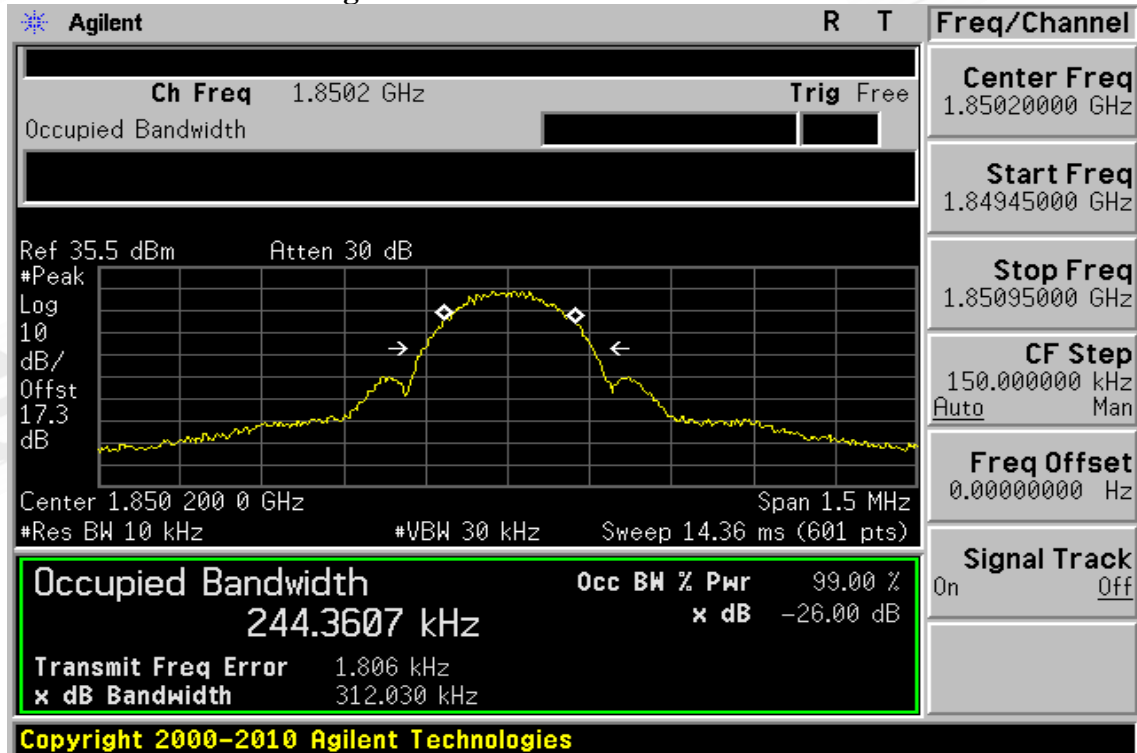 Agilent R T Freq/Channel
Ch Freq 1.8502 GHz Trig Free
Occupied Bandwidth
Center Freq
1.85020000 GHz
Start Freq
1.84945000 GHz
Stop Freq
1.85095000 GHz
CF Step
150.000000 kHz
Auto Man
Freq Offset
0.00000000 Hz
Signal Track
On Off
Ref 35.5 dBm Atten 30 dB
#Peak
Log
10
dB/
Offst
17.3
dB
Center 1.850 200 0 GHz Span 1.5 MHz
#Res BW 10 kHz #VBW 30 kHz Sweep 14.36 ms (601 pts)
Occupied Bandwidth Occ BW % Pwr 99.00 %
244.3607 kHz x dB -26.00 dB
Transmit Freq Error 1.806 kHz
x dB Bandwidth 312.030 kHz
Copyright 2000-2010 Agilent Technologies